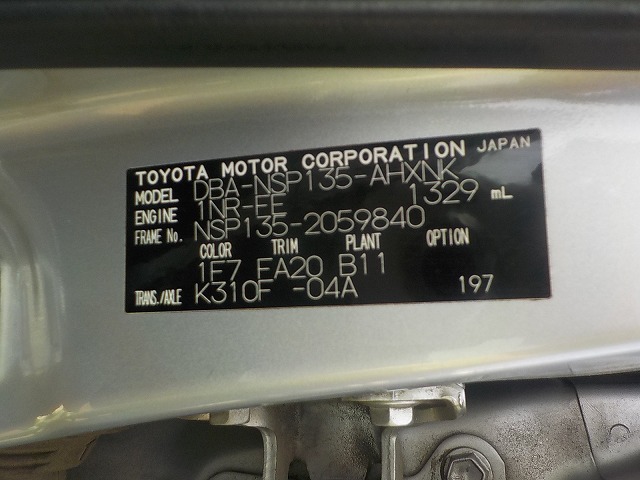 TOYOTA MOTOR CORPORATION JAPAN
MODEL DBA-NSP135-AHXNK
ENGINE 1NR-FE 1329 mL
FRAME No. NSP135-2059840
COLOR TRIM PLANT OPTION
1E7 FA20 B11
TRANS./AXLE K310F -04A 197